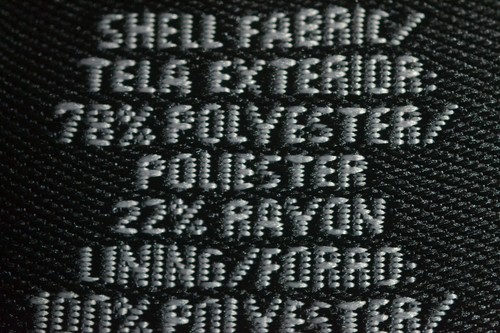 SHELL FABRIC/
TELA EXTERIOR:
78% POLYESTER/
POLIESTER
22% RAYON
LINING/FORRO:
100% POLYESTER/